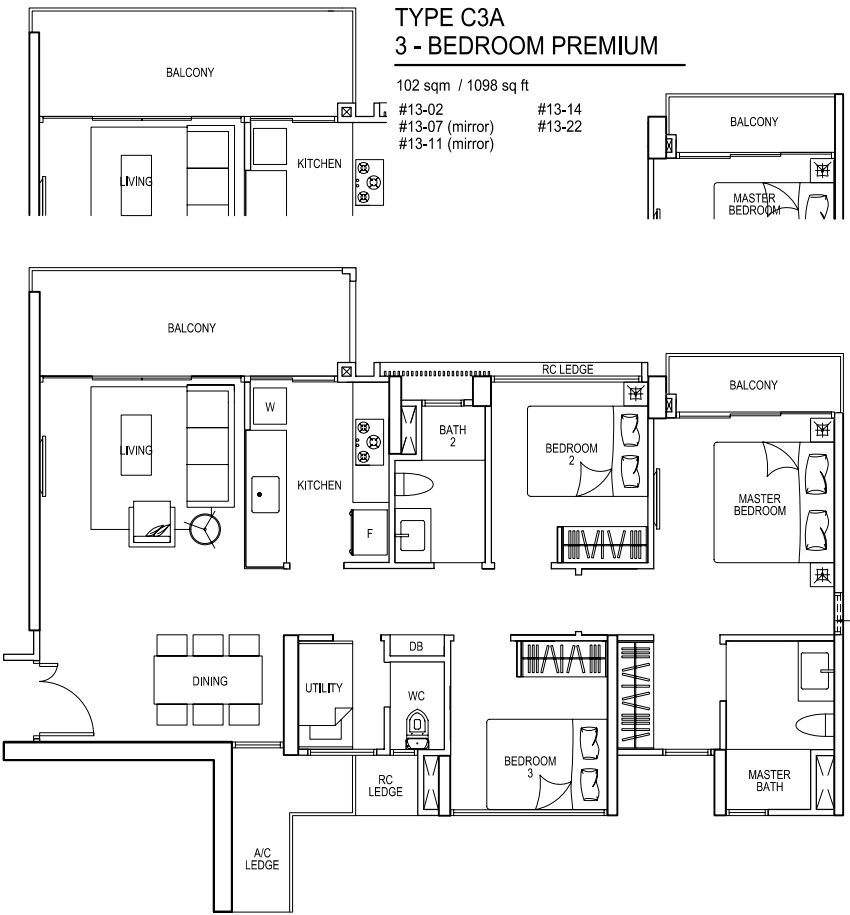 TYPE C3A
3 - BEDROOM PREMIUM
102 sqm / 1098 sq ft
#13-02 #13-14
#13-07 (mirror) #13-22
#13-11 (mirror)
BALCONY
LIVING
KITCHEN
BALCONY
MASTER
BEDROOM
BALCONY
RC LEDGE
BALCONY
W
LIVING
KITCHEN
F
BATH
2
BEDROOM
2
MASTER
BEDROOM
DB
DINING
UTILITY
WC
BEDROOM
3
RC
LEDGE
MASTER
BATH
A/C
LEDGE